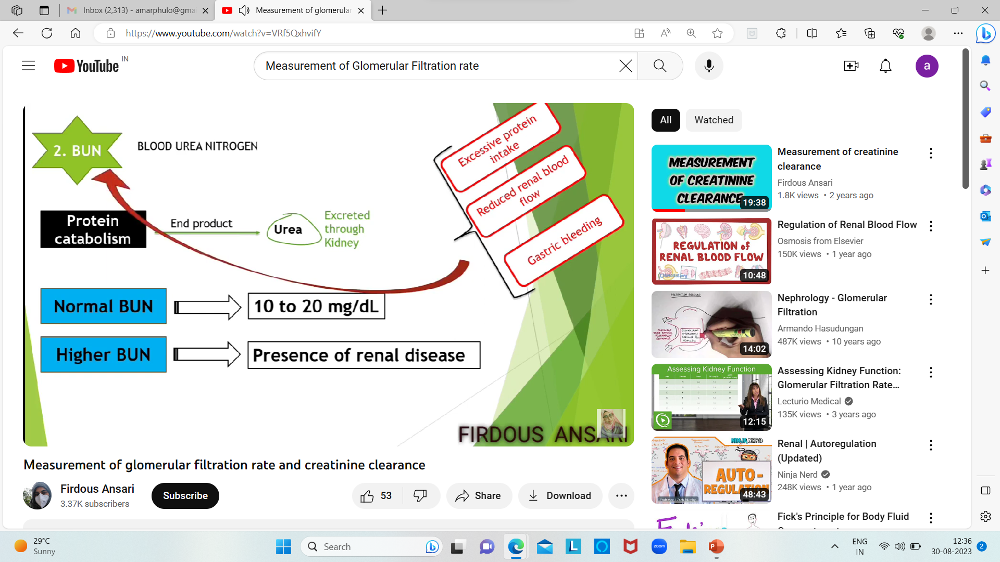 Inbox (2,313) - amarphulo@gma
Measurement of glomerular
https://www.youtube.com/watch?v=VRf5QxhvifY
YouTube IN
Measurement of Glomerular Filtration rate
a
2. BUN
BLOOD UREA NITROGEN
Excessive protein
intake
Reduced renal blood
flow
Gastric bleeding
Protein
catabolism
End product
Urea
Excreted
through
Kidney
Normal BUN
10 to 20 mg/dL
Higher BUN
Presence of renal disease
FIRDOUS ANSARI
Measurement of glomerular filtration rate and creatinine clearance
Firdous Ansari
3.37K subscribers
Subscribe
53
Share
Download
All
Watched
MEASUREMENT
OF CREATININE
CLEARANCE
19:38
Measurement of creatinine
clearance
Firdous Ansari
1.8K views • 2 years ago
REGULATION of
RENAL BLOOD FLOW
10:48
Regulation of Renal Blood Flow
Osmosis from Elsevier
150K views • 1 year ago
FILTRATION PRESSURE
14:02
Nephrology - Glomerular
Filtration
Armando Hasudungan
487K views • 10 years ago
Assessing Kidney Function
12:15
Assessing Kidney Function:
Glomerular Filtration Rate...
Lecturio Medical
135K views • 3 years ago
NINJA NERD
AUTO-
REGULATION
Professor | Zach Murphy
48:43
Renal | Autoregulation
(Updated)
Ninja Nerd
248K views • 1 year ago
Fick's Principle for Body Fluid
29°C
Sunny
Search
zoom
ENG
IN
12:36
30-08-2023
2